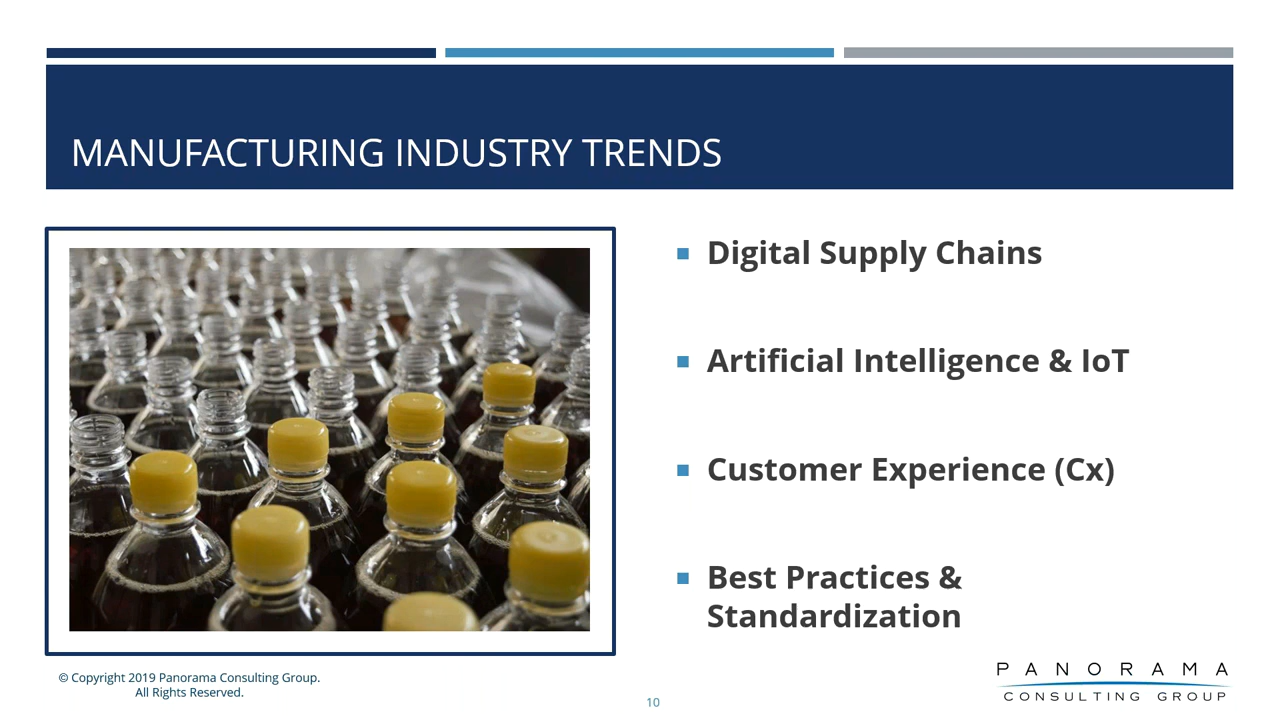 MANUFACTURING INDUSTRY TRENDS
Digital Supply Chains
Artificial Intelligence & IoT
Customer Experience (Cx)
Best Practices &
Standardization
© Copyright 2019 Panorama Consulting Group.
All Rights Reserved.
10
PANORAMA
CONSULTING GROUP